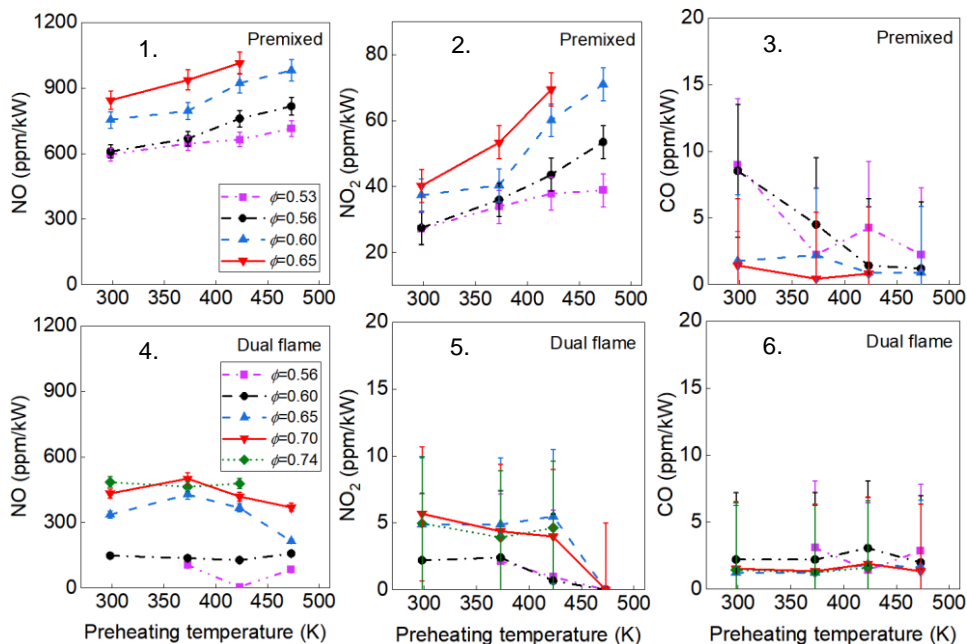 1.
Premixed
NO (ppm/kW)
1200
900
600
300
0
300 350 400 450 500
ϕ=0.53
ϕ=0.56
ϕ=0.60
ϕ=0.65
2.
Premixed
NO₂ (ppm/kW)
80
60
40
20
300 350 400 450 500
3.
Premixed
CO (ppm/kW)
20
15
10
5
0
300 350 400 450 500
4.
Dual flame
NO (ppm/kW)
1200
900
600
300
0
300 350 400 450 500
Preheating temperature (K)
ϕ=0.56
ϕ=0.60
ϕ=0.65
ϕ=0.70
ϕ=0.74
5.
Dual flame
NO₂ (ppm/kW)
20
15
10
5
0
300 350 400 450 500
Preheating temperature (K)
6.
Dual flame
CO (ppm/kW)
20
15
10
5
0
300 350 400 450 500
Preheating temperature (K)